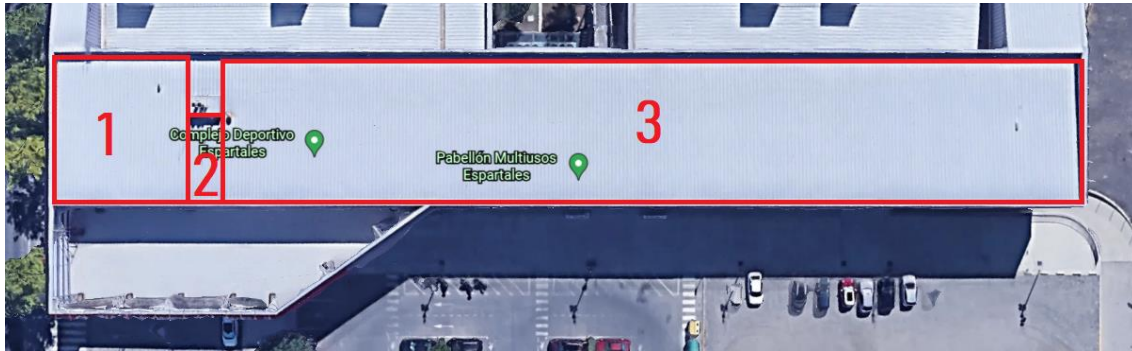 1
2
3
Complejo Deportivo
Espartales
Pabellón Multiusos
Espartales